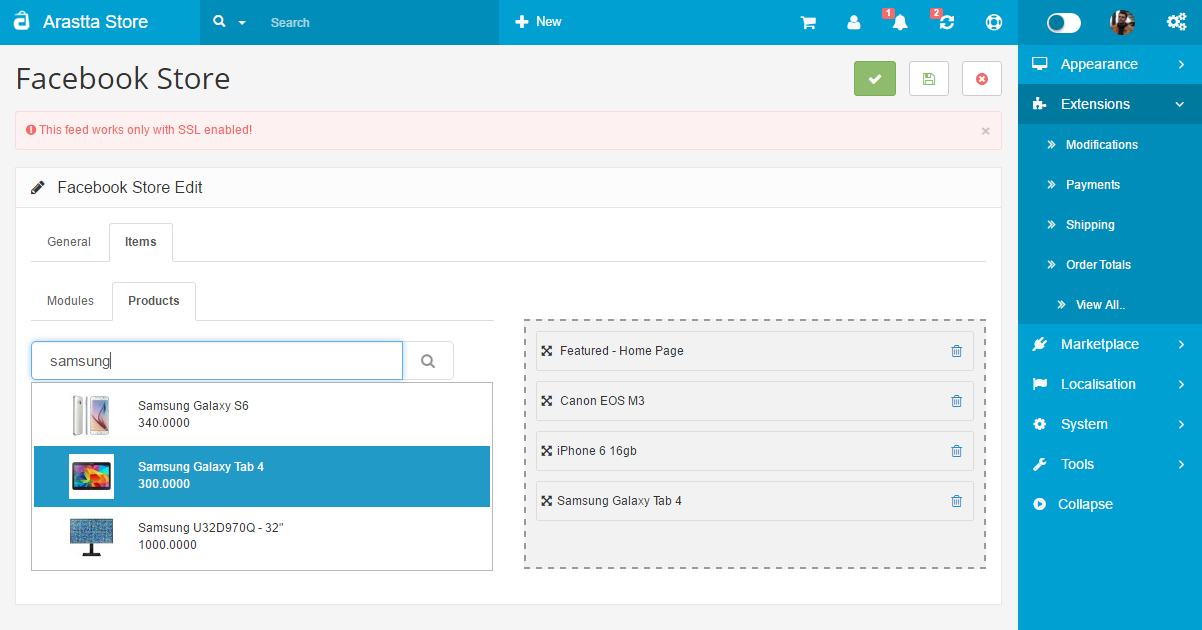 Arastta Store
Search
New
1
2
Facebook Store
This feed works only with SSL enabled!
×
Facebook Store Edit
General
Items
Modules
Products
samsung
Samsung Galaxy S6
340.0000
Samsung Galaxy Tab 4
300.0000
Samsung U32D970Q - 32"
1000.0000
Featured - Home Page
Canon EOS M3
iPhone 6 16gb
Samsung Galaxy Tab 4
Appearance
Extensions
Modifications
Payments
Shipping
Order Totals
View All..
Marketplace
Localisation
System
Tools
Collapse